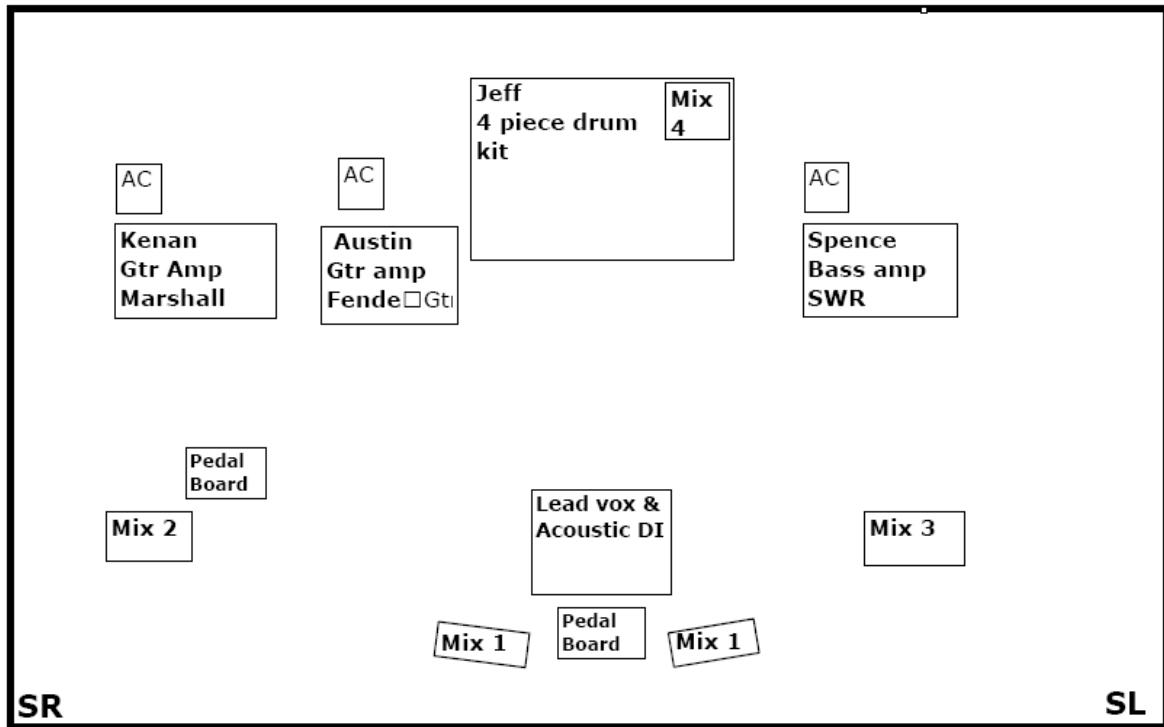 Jeff
4 piece drum
kit
Mix
4
AC
AC
AC
Kenan
Gtr Amp
Marshall
Austin
Gtr amp
Fende□Gtr
Spence
Bass amp
SWR
Pedal
Board
Mix 2
Lead vox &
Acoustic DI
Mix 3
Mix 1
Pedal
Board
Mix 1
SR
SL